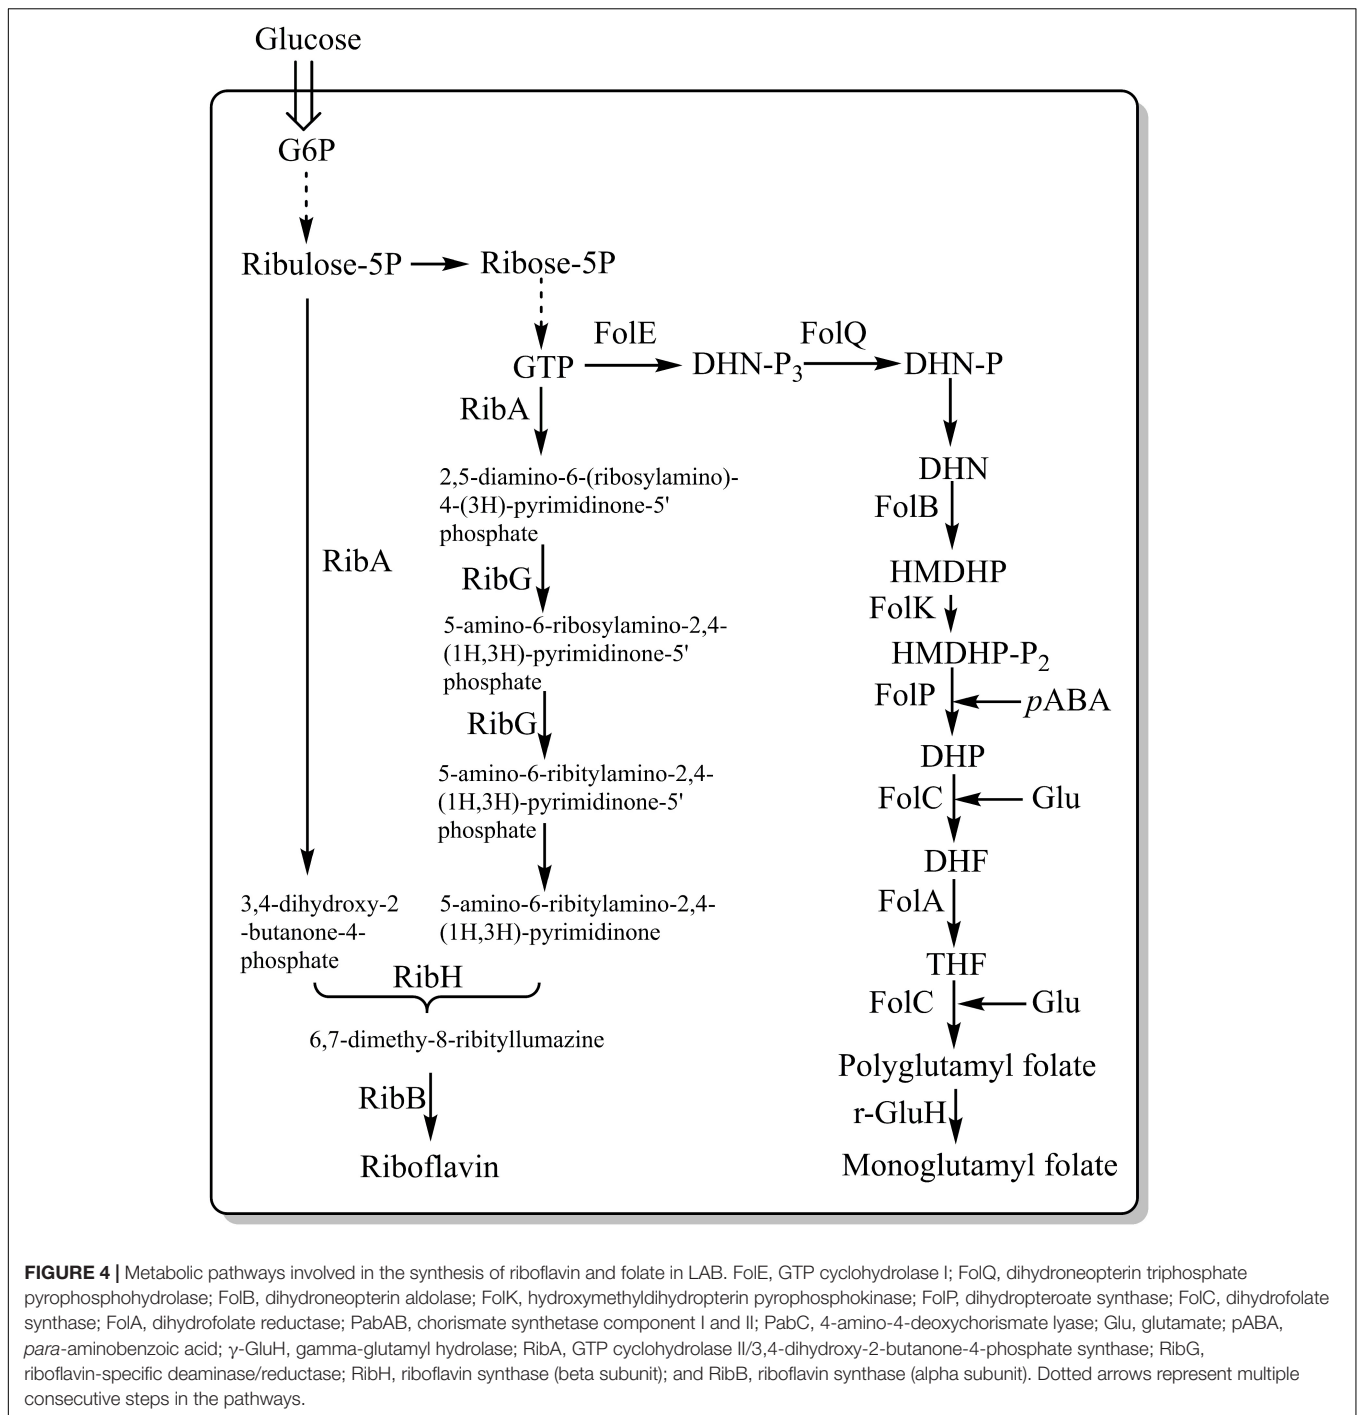 Glucose
G6P
Ribulose-5P
Ribose-5P
FolE
FolQ
GTP
DHN-P3
DHN-P
RibA
2,5-diamino-6-(ribosylamino)-
4-(3H)-pyrimidinone-5'
phosphate
RibG
5-amino-6-ribosylamino-2,4-
(1H,3H)-pyrimidinone-5'
phosphate
RibG
5-amino-6-ribitylamino-2,4-
(1H,3H)-pyrimidinone-5'
phosphate
5-amino-6-ribitylamino-2,4-
(1H,3H)-pyrimidinone
RibA
3,4-dihydroxy-2
-butanone-4-
phosphate
RibH
6,7-dimethy-8-ribityllumazine
RibB
Riboflavin
DHN
FolB
HMDHP
FolK
HMDHP-P2
FolP
pABA
DHP
FolC
Glu
DHF
FolA
THF
FolC
Glu
Polyglutamyl folate
r-GluH
Monoglutamyl folate
FIGURE 4 | Metabolic pathways involved in the synthesis of riboflavin and folate in LAB. FolE, GTP cyclohydrolase I; FolQ, dihydroneopterin triphosphate
pyrophosphohydrolase; FolB, dihydroneopterin aldolase; FolK, hydroxymethyldihydropterin pyrophosphokinase; FolP, dihydropteroate synthase; FolC, dihydrofolate
synthase; FolA, dihydrofolate reductase; PabAB, chorismate synthetase component I and II; PabC, 4-amino-4-deoxychorismate lyase; Glu, glutamate; pABA,
para-aminobenzoic acid; γ-GluH, gamma-glutamyl hydrolase; RibA, GTP cyclohydrolase II/3,4-dihydroxy-2-butanone-4-phosphate synthase; RibG,
riboflavin-specific deaminase/reductase; RibH, riboflavin synthase (beta subunit); and RibB, riboflavin synthase (alpha subunit). Dotted arrows represent multiple
consecutive steps in the pathways.